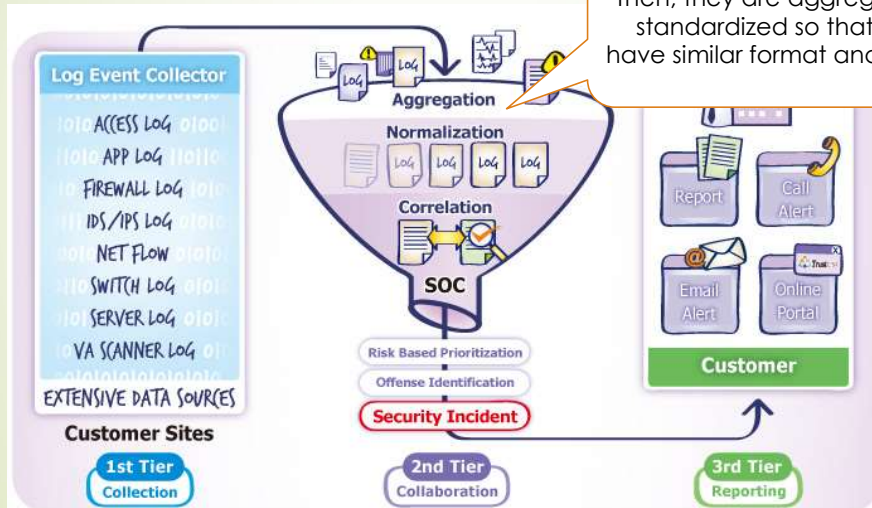 Then, they are aggreg
standardized so that
have similar format and
Log Event Collector
ACCESS LOG
APP LOG
FIREWALL LOG
IDS/IPS LOG
NET FLOW
SWITCH LOG
SERVER LOG
VA SCANNER LOG
EXTENSIVE DATA SOURCES
Customer Sites
1st Tier
Collection
LOG
LOG
Aggregation
Normalization
LOG
LOG
LOG
LOG
Correlation
SOC
Risk Based Prioritization
Offense Identification
Security Incident
2nd Tier
Collaboration
Report
Call
Alert
Email
Alert
Online
Portal
Customer
3rd Tier
Reporting